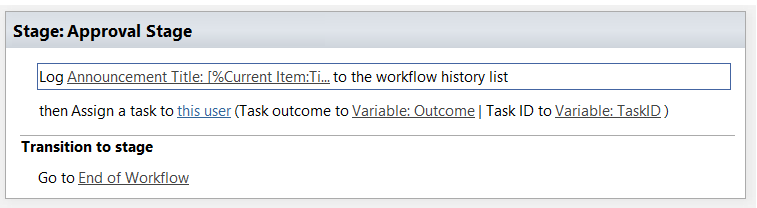 Stage: Approval Stage
Log Announcement Title: [%Current Item:Ti... to the workflow history list
then Assign a task to this user (Task outcome to Variable: Outcome | Task ID to Variable: TaskID )
Transition to stage
Go to End of Workflow